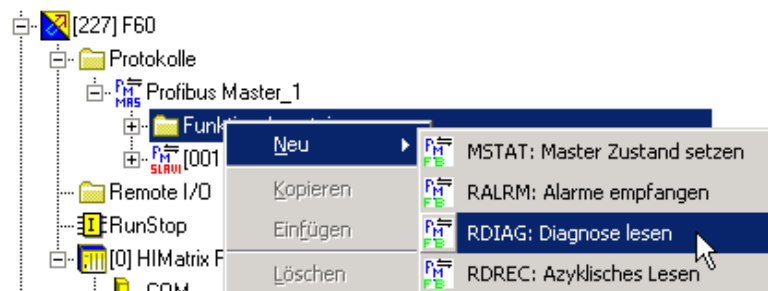 [227] F60
Protokolle
Profibus Master_1
[001
Neu
MSTAT: Master Zustand setzen
Remote I/O
Kopieren
RALRM: Alarme empfangen
RunStop
Einfügen
RDIAG: Diagnose lesen
[0] HIMatrix F
Löschen
RDREC: Azyklisches Lesen